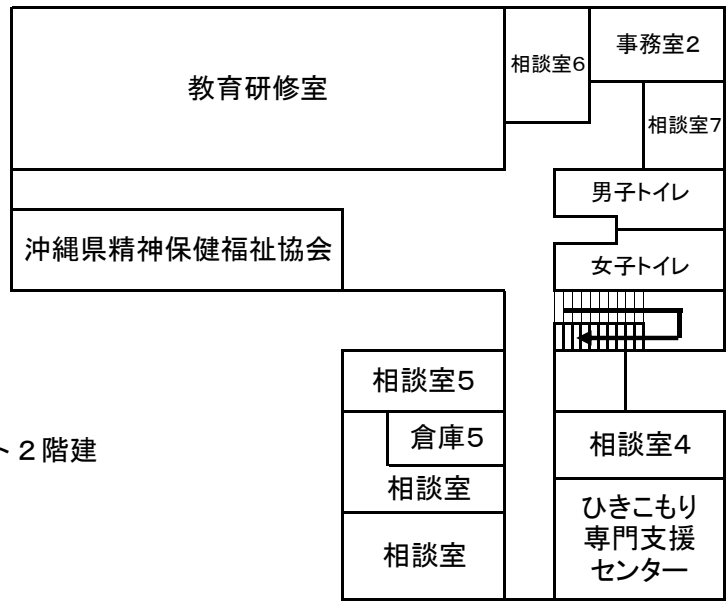 教育研修室
相談室6
事務室2
相談室7
男子トイレ
沖縄県精神保健福祉協会
女子トイレ
相談室5
倉庫5
２階建
相談室4
相談室
ひきこもり
専門支援
センター
相談室